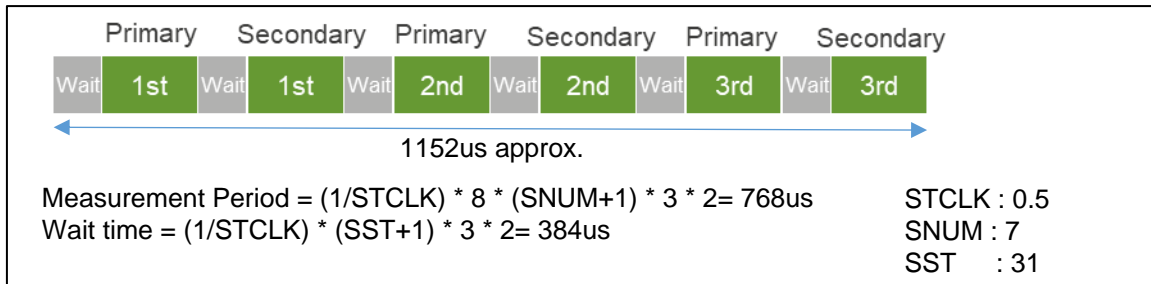 Primary Secondary Primary Secondary Primary Secondary
Wait 1st Wait 1st Wait 2nd Wait 2nd Wait 3rd Wait 3rd
1152us approx.
Measurement Period = (1/STCLK) * 8 * (SNUM+1) * 3 * 2= 768us
Wait time = (1/STCLK) * (SST+1) * 3 * 2= 384us
STCLK : 0.5
SNUM : 7
SST : 31